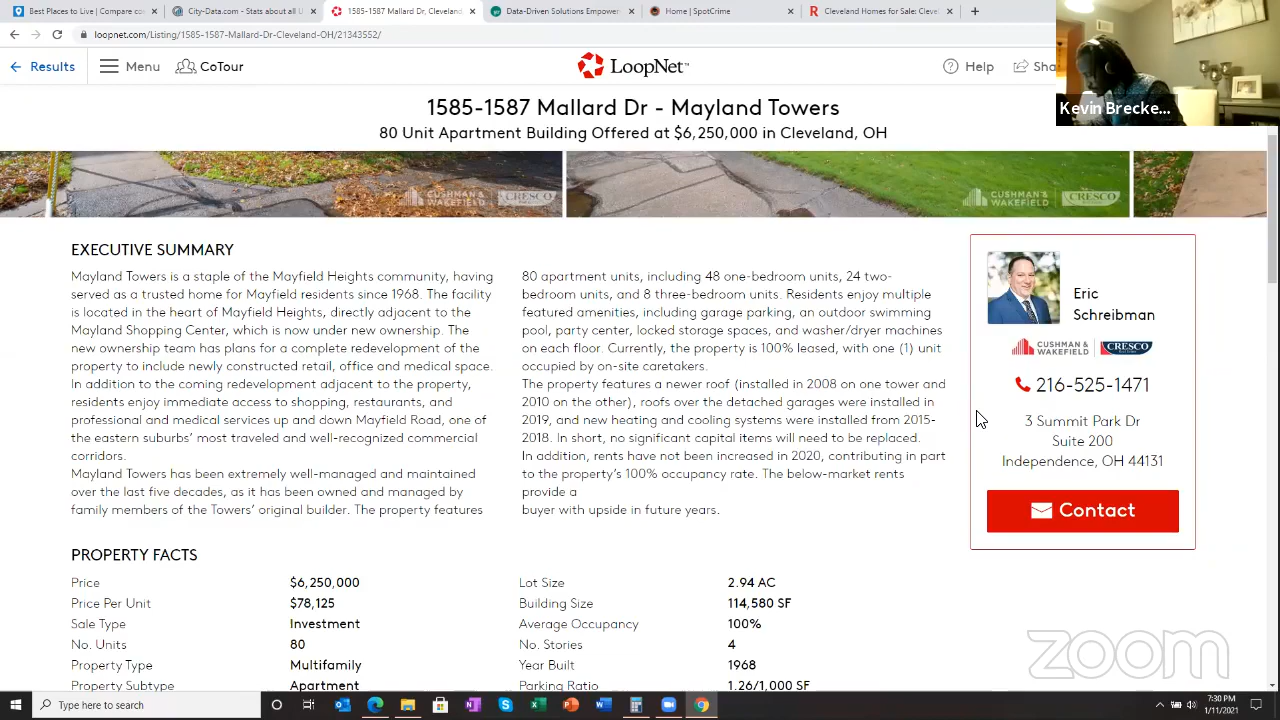 Best Places to Live | Compare co
City-Data.com - Stats about all U
1585-1587 Mallard Dr, Cleveland
Data-Driven Solutions Empower
Home | SpotCrime
Cleveland Homes for Sale: Clevel
loopnet.com/Listing/1585-1587-Mallard-Dr-Cleveland-OH/21343552/
Results
Menu
CoTour
LoopNet™
Help
Sha
Kevin Brecke...
1585-1587 Mallard Dr - Mayland Towers
80 Unit Apartment Building Offered at $6,250,000 in Cleveland, OH
CUSHMAN & WAKEFIELD CRESCO
CUSHMAN & WAKEFIELD CRESCO
EXECUTIVE SUMMARY
Mayland Towers is a staple of the Mayfield Heights community, having
served as a trusted home for Mayfield residents since 1968. The facility
is located in the heart of Mayfield Heights, directly adjacent to the
Mayland Shopping Center, which is now under new ownership. The
new ownership team has plans for a complete redevelopment of the
property to include newly constructed retail, office and medical space.
In addition to the coming redevelopment adjacent to the property,
residents enjoy immediate access to shopping, restaurants, and
professional and medical services up and down Mayfield Road, one of
the eastern suburbs' most traveled and well-recognized commercial
corridors.
Mayland Towers has been extremely well-managed and maintained
over the last five decades, as it has been owned and managed by
family members of the Towers' original builder. The property features
80 apartment units, including 48 one-bedroom units, 24 two-
bedroom units, and 8 three-bedroom units. Residents enjoy multiple
featured amenities, including garage parking, an outdoor swimming
pool, party center, locked storage spaces, and washer/dryer machines
on each floor. Currently, the property is 100% leased, with one (1) unit
occupied by on-site caretakers.
The property features a newer roof (installed in 2008 on one tower and
2010 on the other), roofs over the detached garages were installed in
2019, and new heating and cooling systems were installed from 2015-
2018. In short, no significant capital items will need to be replaced.
In addition, rents have not been increased in 2020, contributing in part
to the property's 100% occupancy rate. The below-market rents
provide a
buyer with upside in future years.
Eric
Schreibman
CUSHMAN & WAKEFIELD CRESCO
216-525-1471
3 Summit Park Dr
Suite 200
Independence, OH 44131
Contact
PROPERTY FACTS
Price $6,250,000
Price Per Unit $78,125
Sale Type Investment
No. Units 80
Property Type Multifamily
Property Subtype Apartment
Lot Size 2.94 AC
Building Size 114,580 SF
Average Occupancy 100%
No. Stories 4
Year Built 1968
Parking Ratio 1.26/1,000 SF
zoom
Type here to search
7:30 PM
1/11/2021